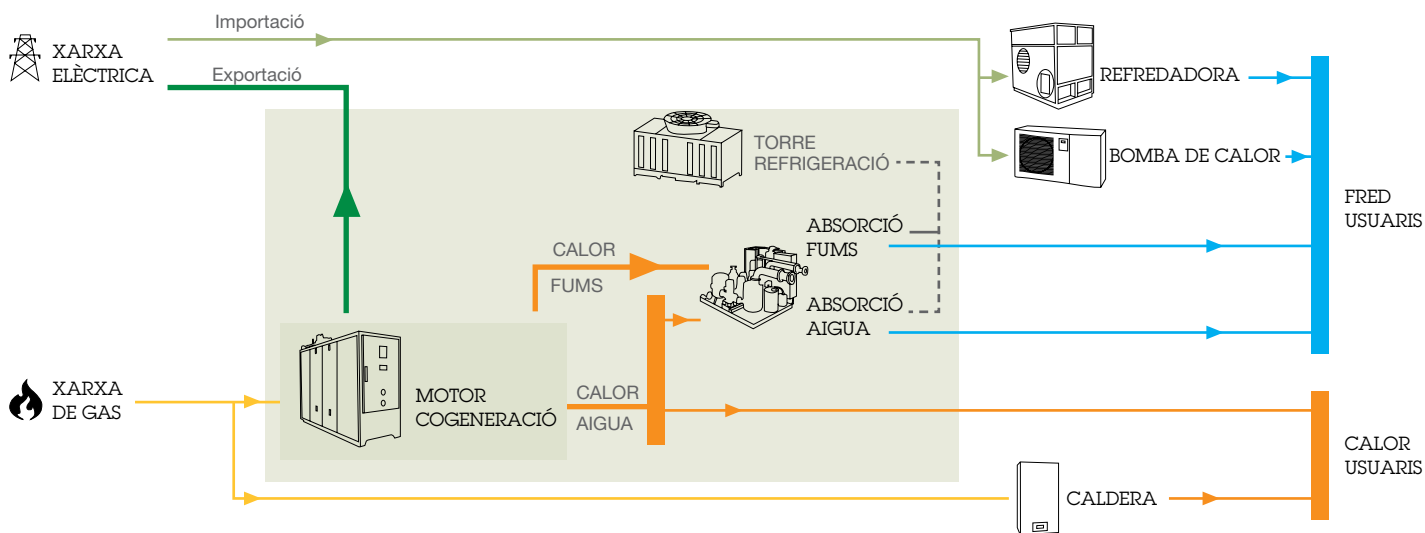 Importació
XARXA
ELÈCTRICA
Exportació
REFREDADORA
TORRE
REFRIGERACIÓ
BOMBA DE CALOR
FRED
USUARIS
ABSORCIÓ
FUMS
CALOR
FUMS
ABSORCIÓ
AIGUA
XARXA
DE GAS
MOTOR
COGENERACIÓ
CALOR
AIGUA
CALOR
USUARIS
CALDERA